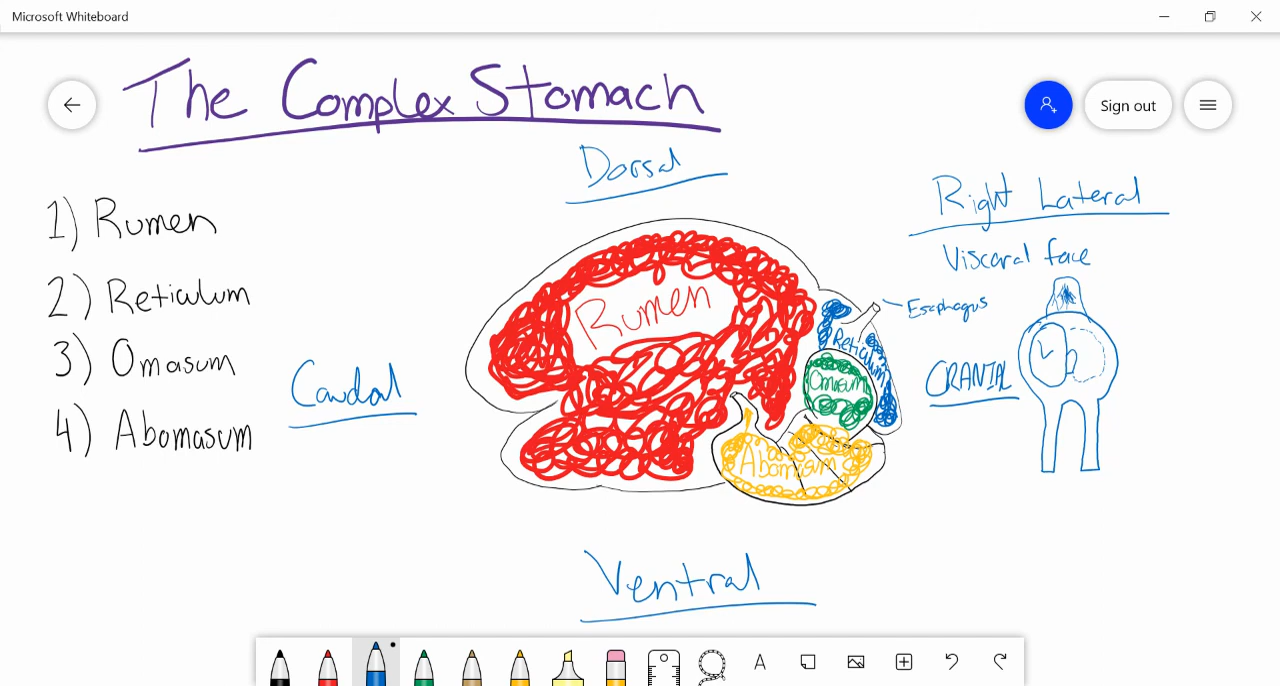 Microsoft Whiteboard
The Complex Stomach
Sign out
Dorsal
Right Lateral
Visceral face
1) Rumen
2) Reticulum
3) Omasum
4) Abomasum
Rumen
Esophagus
Reticulum
Omasum
Caudal
CRANIAL
Abomasum
Ventral